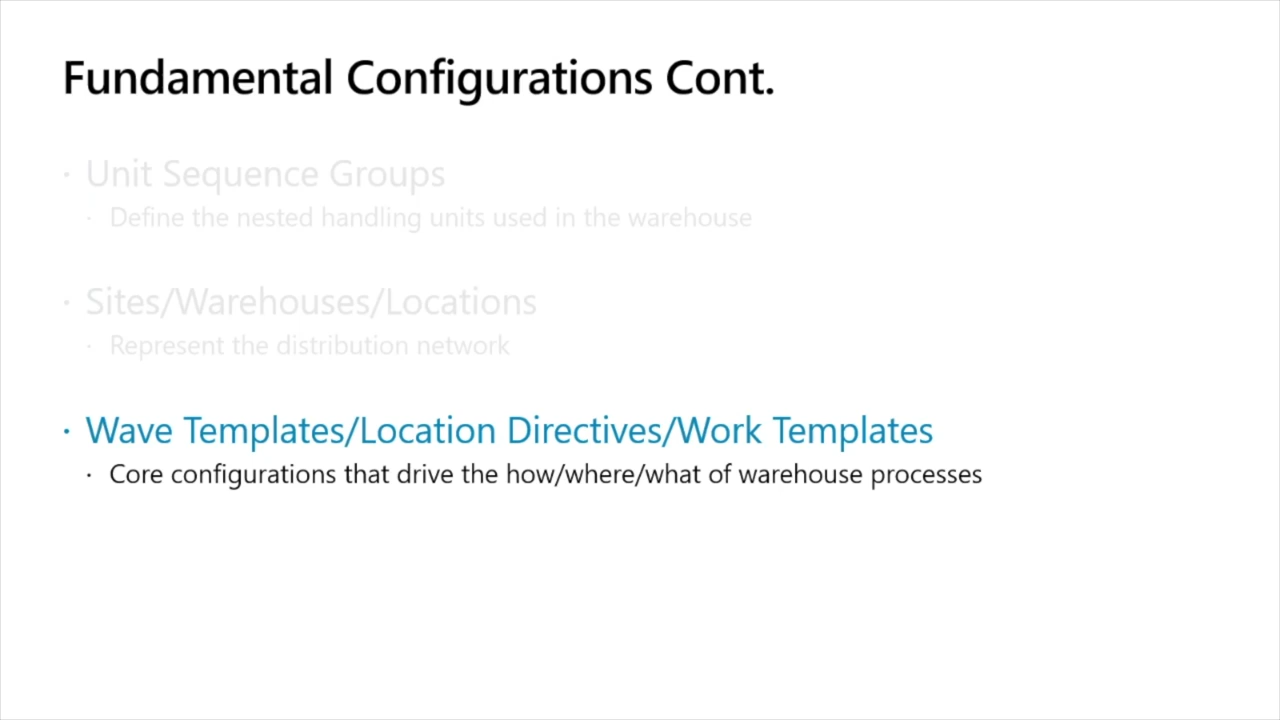 Fundamental Configurations Cont.
· Unit Sequence Groups
· Define the nested handling units used in the warehouse
· Sites/Warehouses/Locations
· Represent the distribution network
· Wave Templates/Location Directives/Work Templates
· Core configurations that drive the how/where/what of warehouse processes